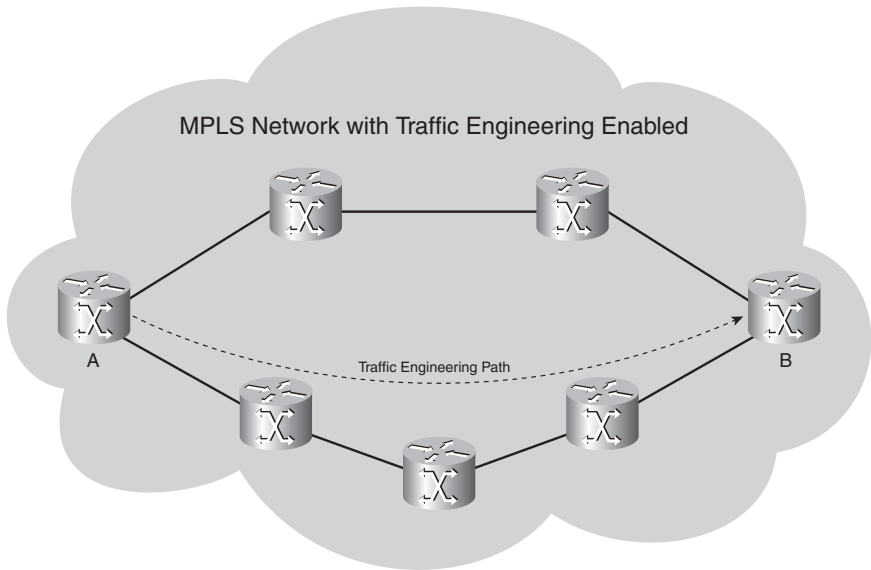 MPLS Network with Traffic Engineering Enabled
A
Traffic Engineering Path
B